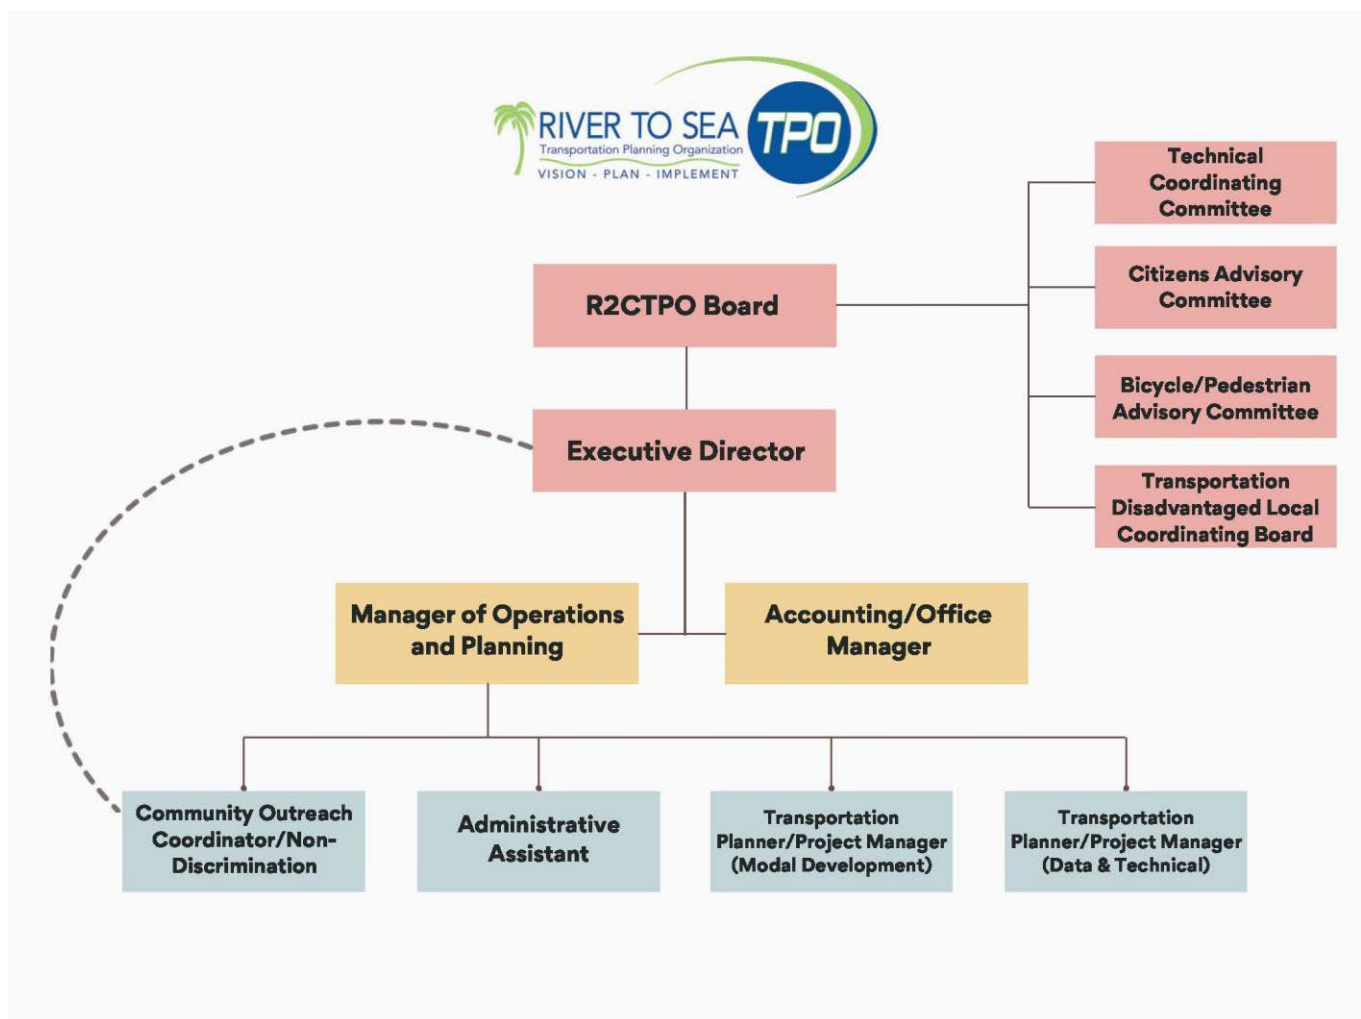 RIVER TO SEA
Transportation Planning Organization
VISION - PLAN - IMPLEMENT
TPO
Technical
Coordinating
Committee
Citizens Advisory
Committee
R2CTPO Board
Bicycle/Pedestrian
Advisory Committee
Executive Director
Transportation
Disadvantaged Local
Coordinating Board
Manager of Operations
and Planning
Accounting/Office
Manager
Community Outreach
Coordinator/Non-
Discrimination
Administrative
Assistant
Transportation
Planner/Project Manager
(Modal Development)
Transportation
Planner/Project Manager
(Data & Technical)